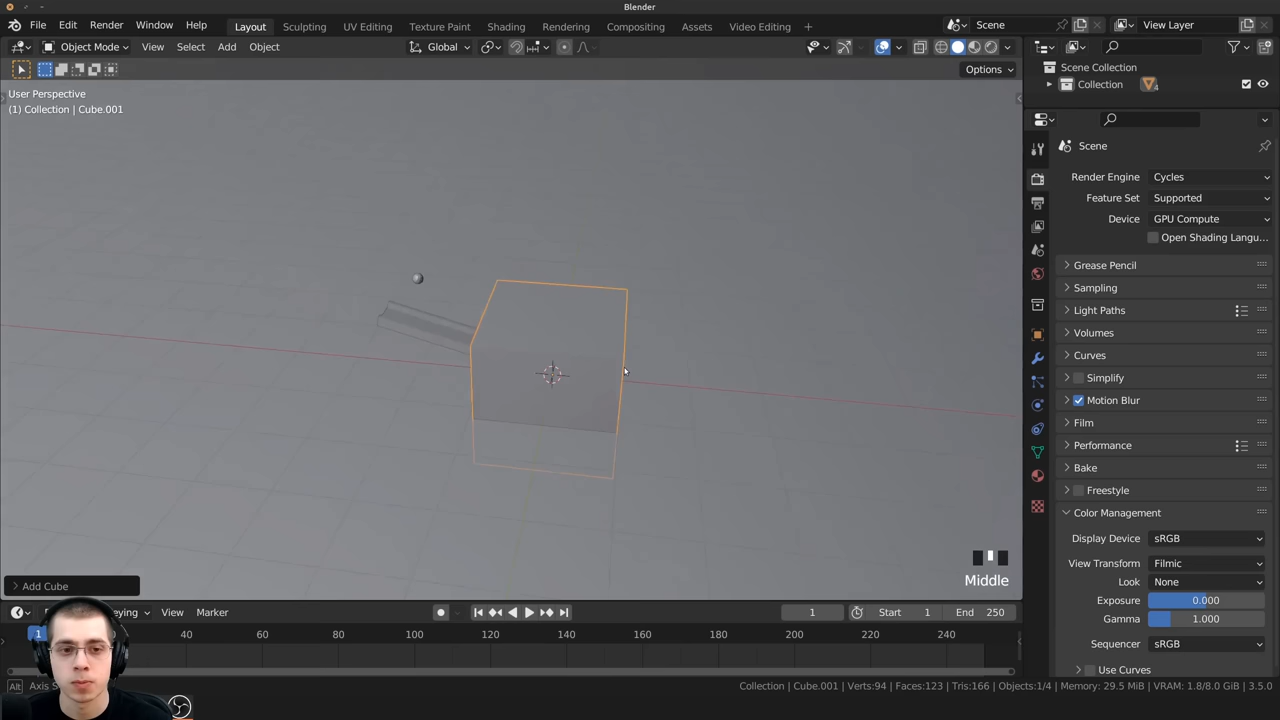 Blender
File Edit Render Window Help Layout Sculpting UV Editing Texture Paint Shading Rendering Compositing Assets Video Editing + Scene View Layer
Object Mode View Select Add Object Global
Options
User Perspective
(1) Collection | Cube.001
Scene Collection
Collection 4
Scene
Render Engine Cycles
Feature Set Supported
Device GPU Compute
Open Shading Langu...
Grease Pencil
Sampling
Light Paths
Volumes
Curves
Simplify
Motion Blur
Film
Performance
Bake
Freestyle
Color Management
Display Device sRGB
View Transform Filmic
Look None
Exposure 0.000
Gamma 1.000
Sequencer sRGB
Use Curves
Middle
Add Cube
View Marker 1 Start 1 End 250
1 40 60 80 100 120 140 160 180 200 220 240
Alt Collection | Cube.001 | Verts:94 | Faces:123 | Tris:166 | Objects:1/4 | Memory: 29.5 MiB | VRAM: 1.8/8.0 GiB | 3.5.0